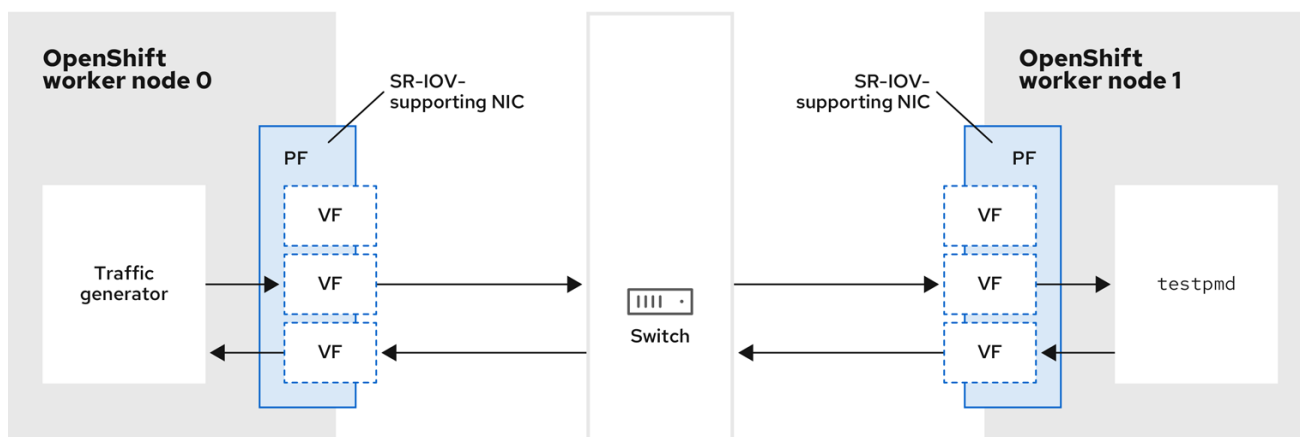 OpenShift
worker node 0
SR-IOV-
supporting NIC
PF
VF
VF
VF
Traffic
generator
Switch
SR-IOV-
supporting NIC
OpenShift
worker node 1
PF
VF
VF
VF
testpmd